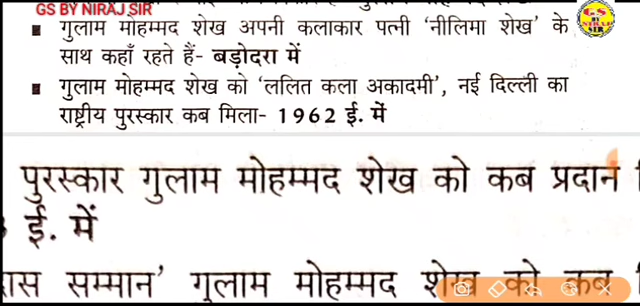 GS BY NIRAJ SIR
गुलाम मोहम्मद शेख अपनी कलाकार पत्नी ‘नीलिमा शेख’ के
साथ कहाँ रहते हैं- बड़ोदरा में
गुलाम मोहम्मद शेख को ‘ललित कला अकादमी’, नई दिल्ली का
राष्ट्रीय पुरस्कार कब मिला- 1962 ई. में
पुरस्कार गुलाम मोहम्मद शेख को कब प्रदान
ई. में
सम्मान’ गुलाम मोहम्मद शेख को कब